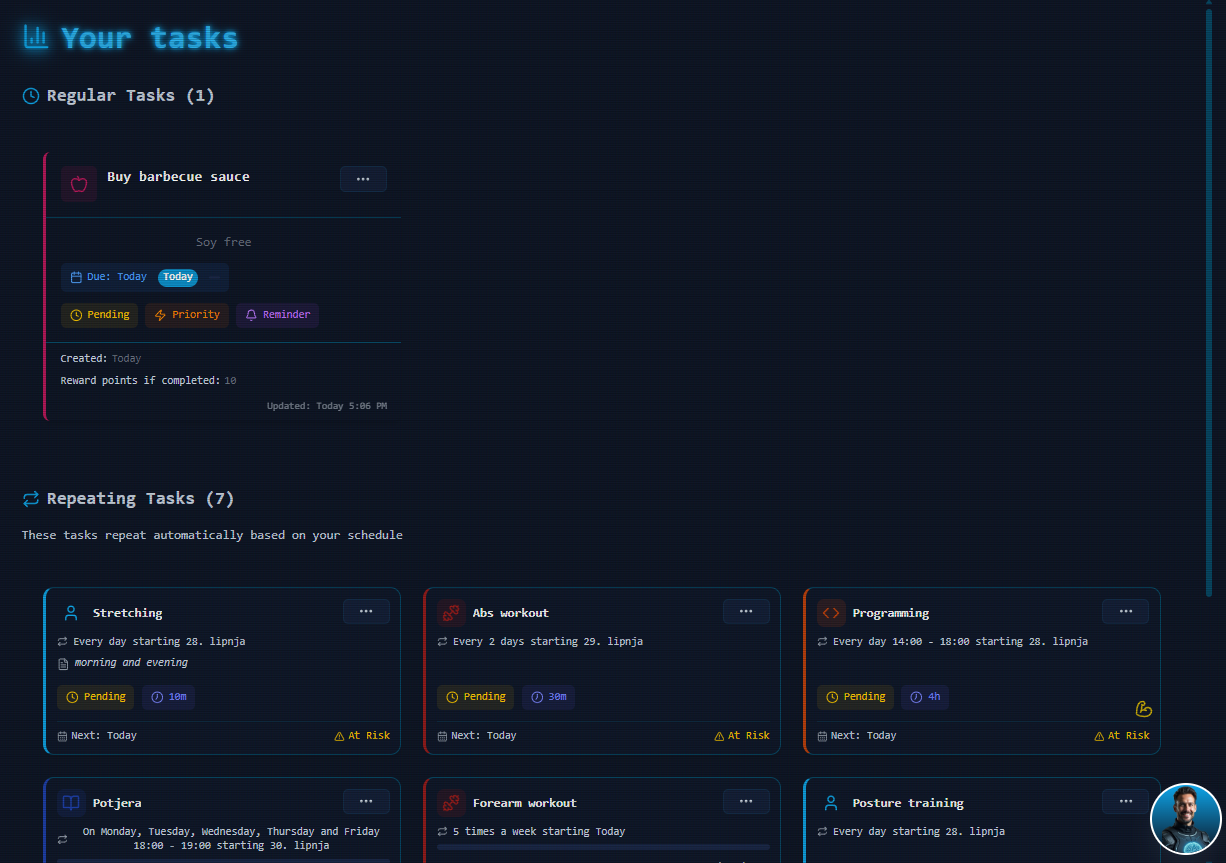 Your tasks
Regular Tasks (1)
Buy barbecue sauce
Soy free
Due: Today Today
Pending Priority Reminder
Created: Today
Reward points if completed: 10
Updated: Today 5:06 PM
Repeating Tasks (7)
These tasks repeat automatically based on your schedule
Stretching
Every day starting 28. lipnja
morning and evening
Pending 10m
Next: Today At Risk
Abs workout
Every 2 days starting 29. lipnja
Pending 30m
Next: Today At Risk
Programming
Every day 14:00 - 18:00 starting 28. lipnja
Pending 4h
Next: Today At Risk
Potjera
On Monday, Tuesday, Wednesday, Thursday and Friday
18:00 - 19:00 starting 30. lipnja
Forearm workout
5 times a week starting Today
Posture training
Every day starting 28. lipnja